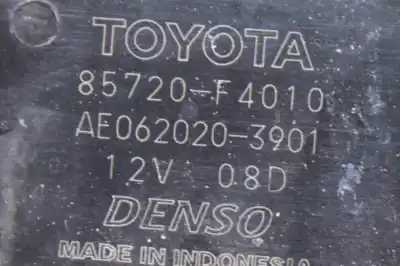 TOYOTA
85720-F4010
AE062020-3901
12V 08D
DENSO
MADE IN INDONESIA